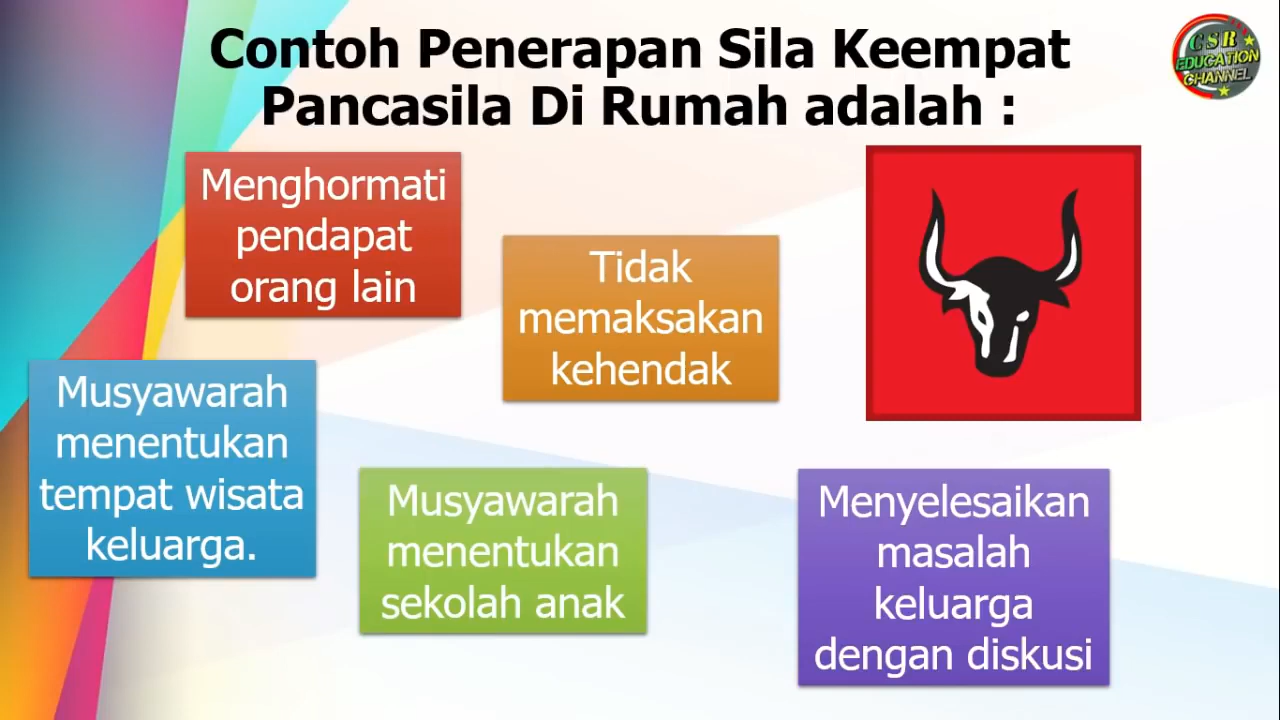 Contoh Penerapan Sila Keempat
Pancasila Di Rumah adalah :
CSR
EDUCATION
CHANNEL
Menghormati
pendapat
orang lain
Tidak
memaksakan
kehendak
Musyawarah
menentukan
tempat wisata
keluarga.
Musyawarah
menentukan
sekolah anak
Menyelesaikan
masalah
keluarga
dengan diskusi